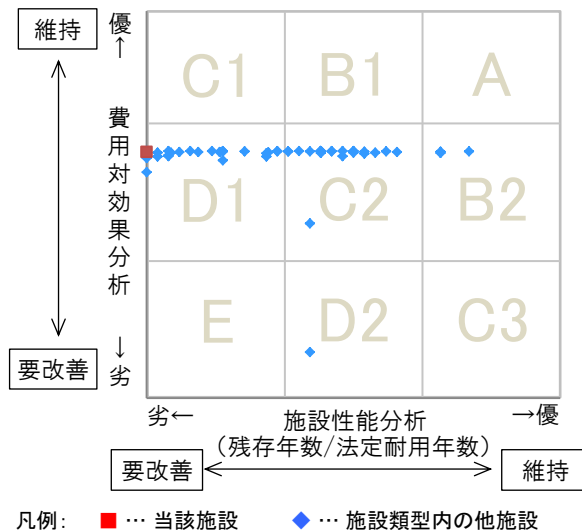 維持
優←
C1 B1 A
費用対効果分析
D1 C2 B2
E D2 C3
要改善
→劣
劣← 施設性能分析 →優
(残存年数/法定耐用年数)
要改善 維持
凡例: ■ … 当該施設 ◆ … 施設類型内の他施設